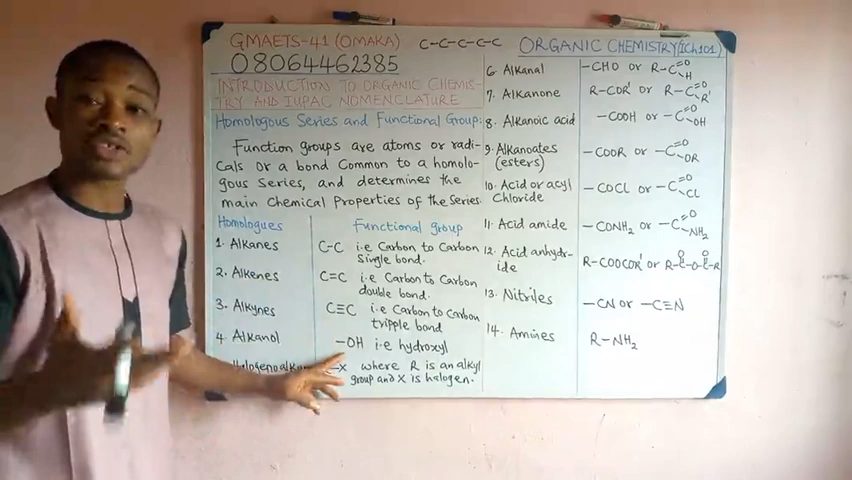 GMAETS-41 (OMAKA)
08064462385
C-C-C-C-C
ORGANIC CHEMISTRY (ICh101)
INTRODUCTION TO ORGANIC CHEMIS-
TRY AND IUPAC NOMENCLATURE
Homologous Series and Functional Group:
Function groups are atoms or radi-
cals or a bond Common to a homolo-
gous Series, and determines the
main Chemical Properties of the Series.
Homologues
Functional group
1. Alkanes
C-C i.e Carbon to Carbon
single bond.
2. Alkenes
C=C i.e Carbon to Carbon
double bond.
3. Alkynes
C≡C i.e Carbon to Carbon
tripple bond
4. Alkanol
-OH i.e hydroxyl
-X where R is an alkyl
group and X is halogen.
6. Alkanal
-CHO or R-C=O H
7. Alkanone
R-COR' or R-C=O R'
8. Alkanoic acid
-COOH or -C=O OH
9. Alkanoates
(esters)
-COOR or -C=O OR
10. Acid or acyl
Chloride
-COCl or -C=O Cl
11. Acid amide
-CONH2 or -C=O NH2
12. Acid anhydr-
ide
R-COOCOR' or R-C=O-O-C=O-R
13. Nitriles
-CN or -C≡N
14. Amines
R-NH2